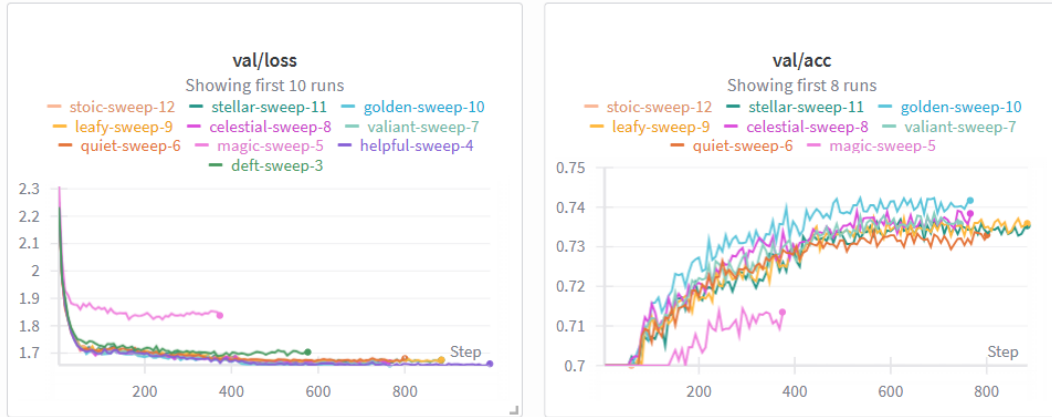 val/loss
Showing first 10 runs
stoic-sweep-12 stellar-sweep-11 golden-sweep-10
leafy-sweep-9 celestial-sweep-8 valiant-sweep-7
quiet-sweep-6 magic-sweep-5 helpful-sweep-4
deft-sweep-3
2.3
2.2
2.1
2
1.9
1.8
1.7
Step
200 400 600 800
val/acc
Showing first 8 runs
stoic-sweep-12 stellar-sweep-11 golden-sweep-10
leafy-sweep-9 celestial-sweep-8 valiant-sweep-7
quiet-sweep-6 magic-sweep-5
0.75
0.74
0.73
0.72
0.71
0.7
Step
200 400 600 800